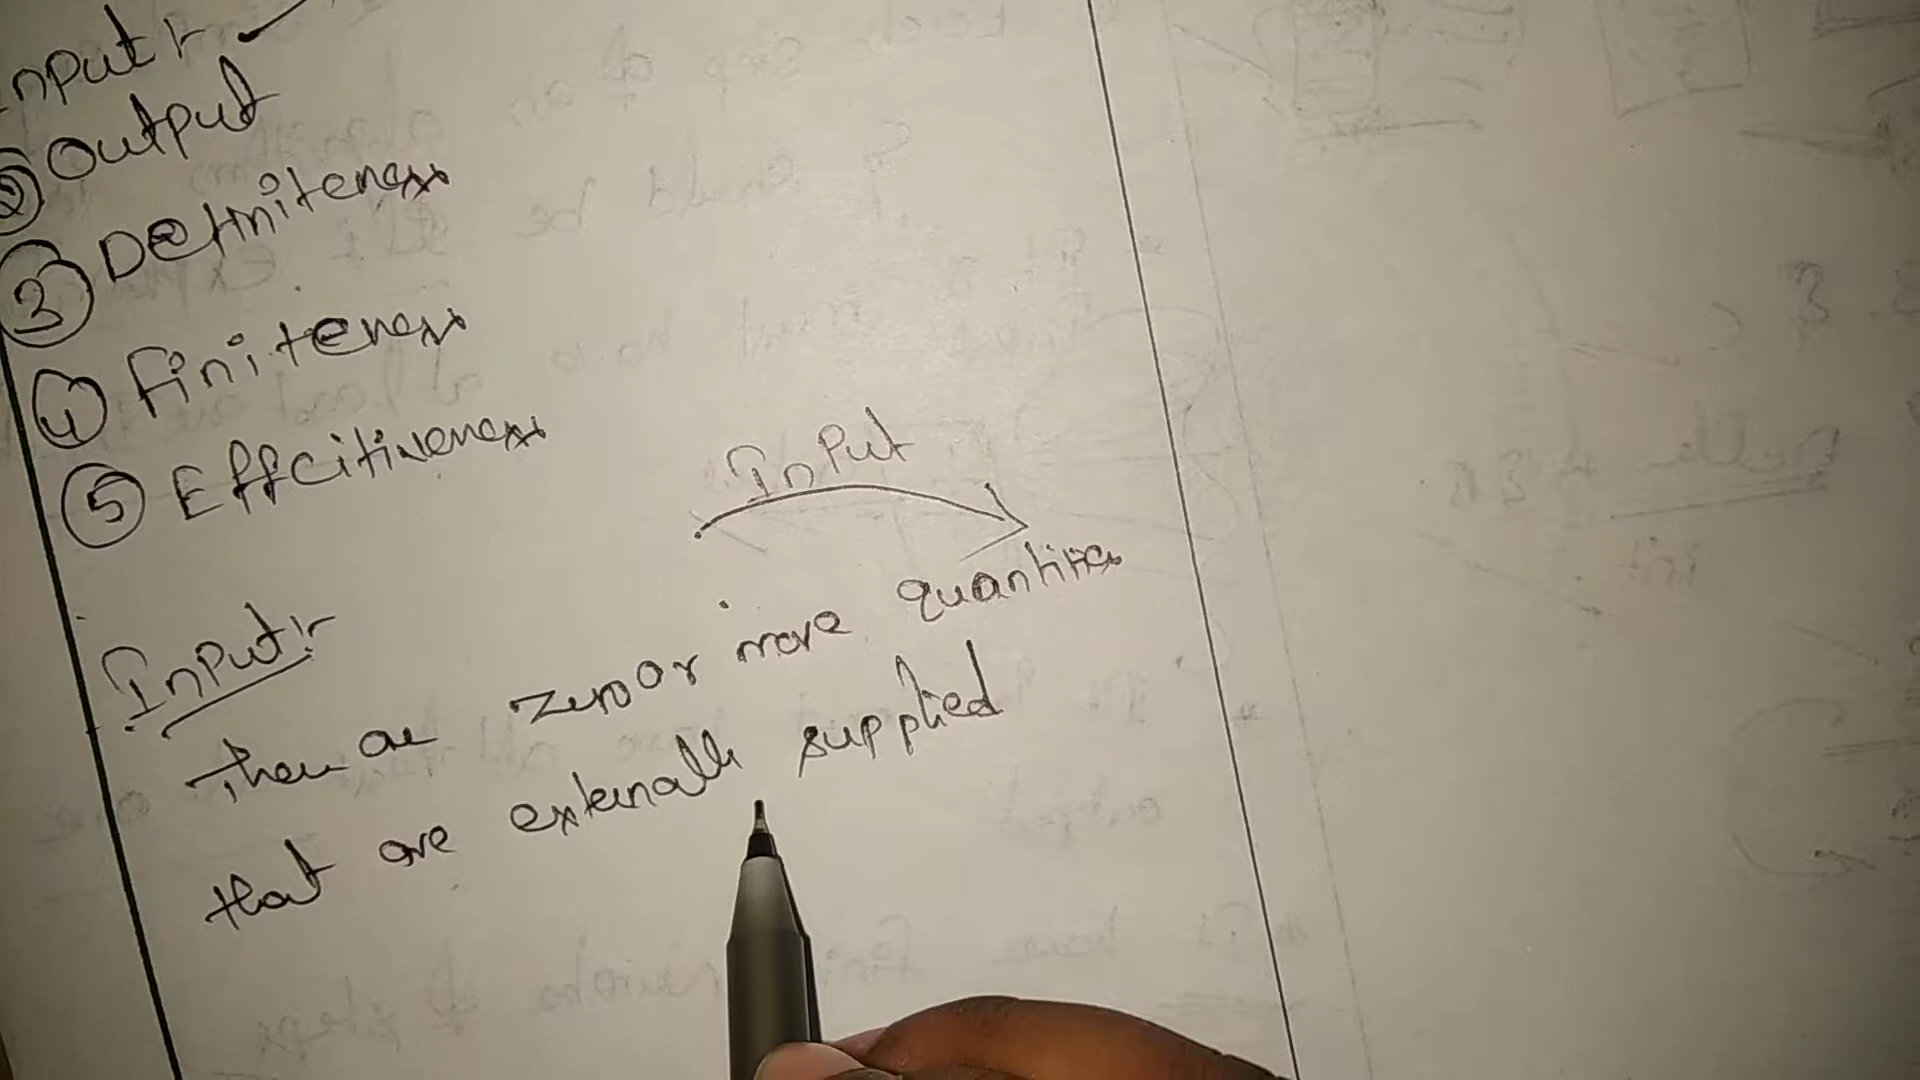 Input:-
② Output
③ Definiteness
④ Finiteness
⑤ Effcitiveness
InPut
InPut:-
There are zero or more quantities
that are externally supplied